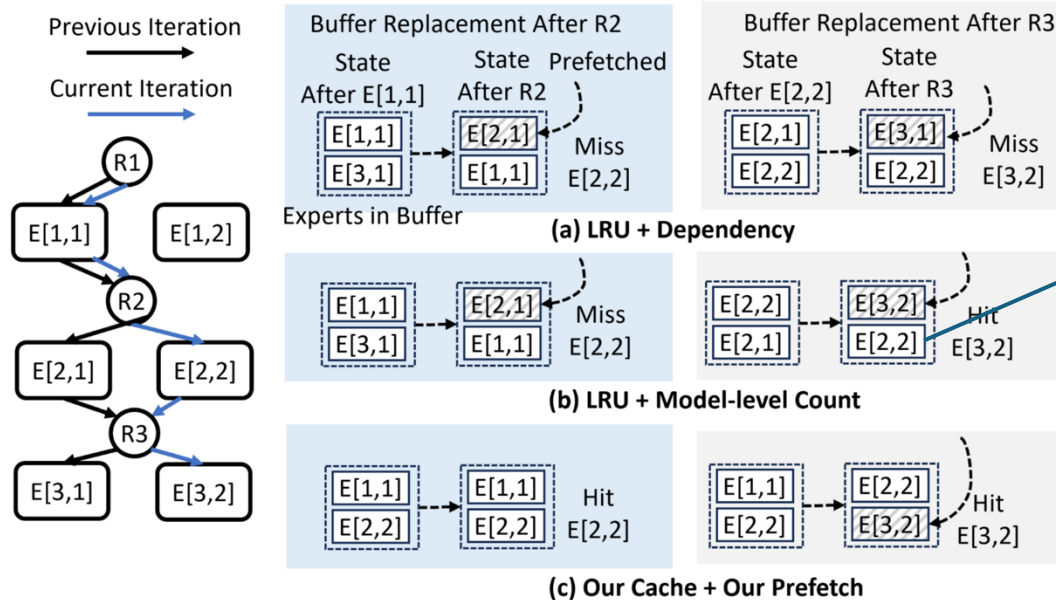 Previous Iteration
Current Iteration
R1
E[1,1]
E[1,2]
R2
E[2,1]
E[2,2]
R3
E[3,1]
E[3,2]
Buffer Replacement After R2
State
After E[1,1]
State
After R2
Prefetched
E[1,1]
E[3,1]
E[2,1]
E[1,1]
Miss
E[2,2]
Experts in Buffer
Buffer Replacement After R3
State
After E[2,2]
State
After R3
E[2,1]
E[2,2]
E[3,1]
E[2,2]
Miss
E[3,2]
(a) LRU + Dependency
E[1,1]
E[3,1]
E[2,1]
E[1,1]
Miss
E[2,2]
E[2,2]
E[2,1]
E[3,2]
E[2,2]
Hit
E[3,2]
(b) LRU + Model-level Count
E[1,1]
E[2,2]
E[1,1]
E[2,2]
Hit
E[2,2]
E[1,1]
E[2,2]
E[2,2]
E[3,2]
Hit
E[3,2]
(c) Our Cache + Our Prefetch